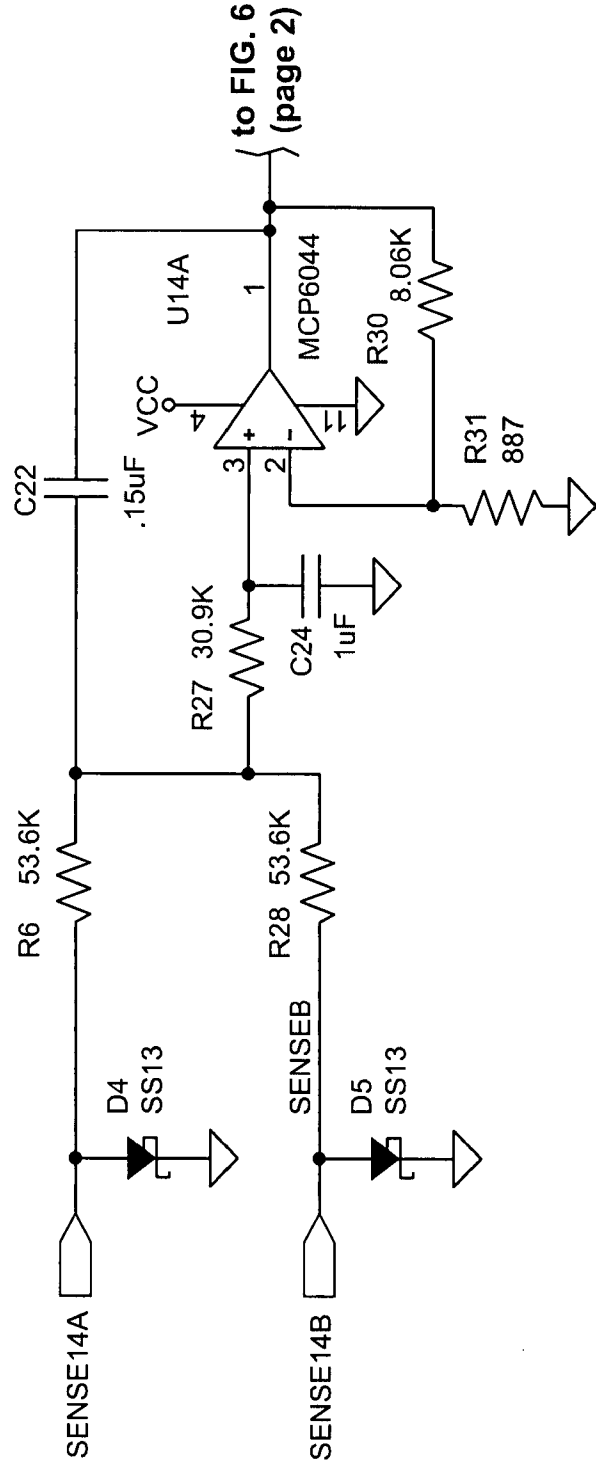 SENSE14A
D4
SS13
R6 53.6K
C22
.15uF
VCC
4
U14A
1
MCP6044
to FIG. 6
(page 2)
SENSE14B
SENSEB
D5
SS13
R28 53.6K
R27 30.9K
C24
1uF
3
+
2
-
11
R30
8.06K
R31
887